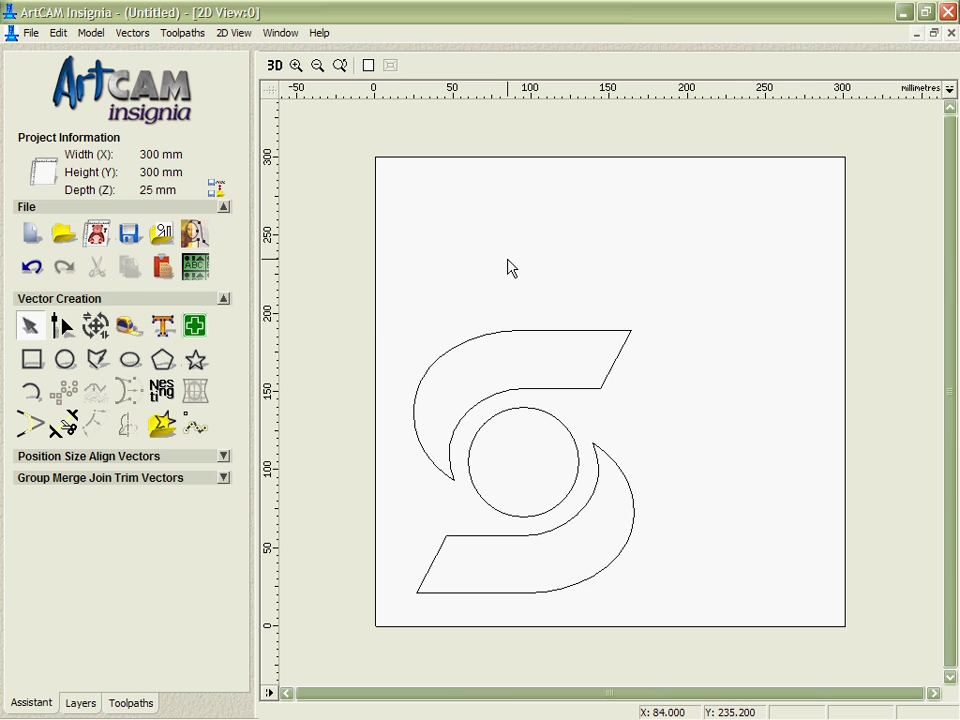 ArtCAM Insignia - (Untitled) - [2D View:0]
File Edit Model Vectors Toolpaths 2D View Window Help
ArtCAM
insignia
3D
-50 0 50 100 150 200 250 300 millimetres
300
250
200
150
100
50
0
Project Information
Width (X): 300 mm
Height (Y): 300 mm
Depth (Z): 25 mm
File
ABC
Vector Creation
T
Nes
ting
Position Size Align Vectors
Group Merge Join Trim Vectors
Assistant Layers Toolpaths
X: 84.000 Y: 235.200